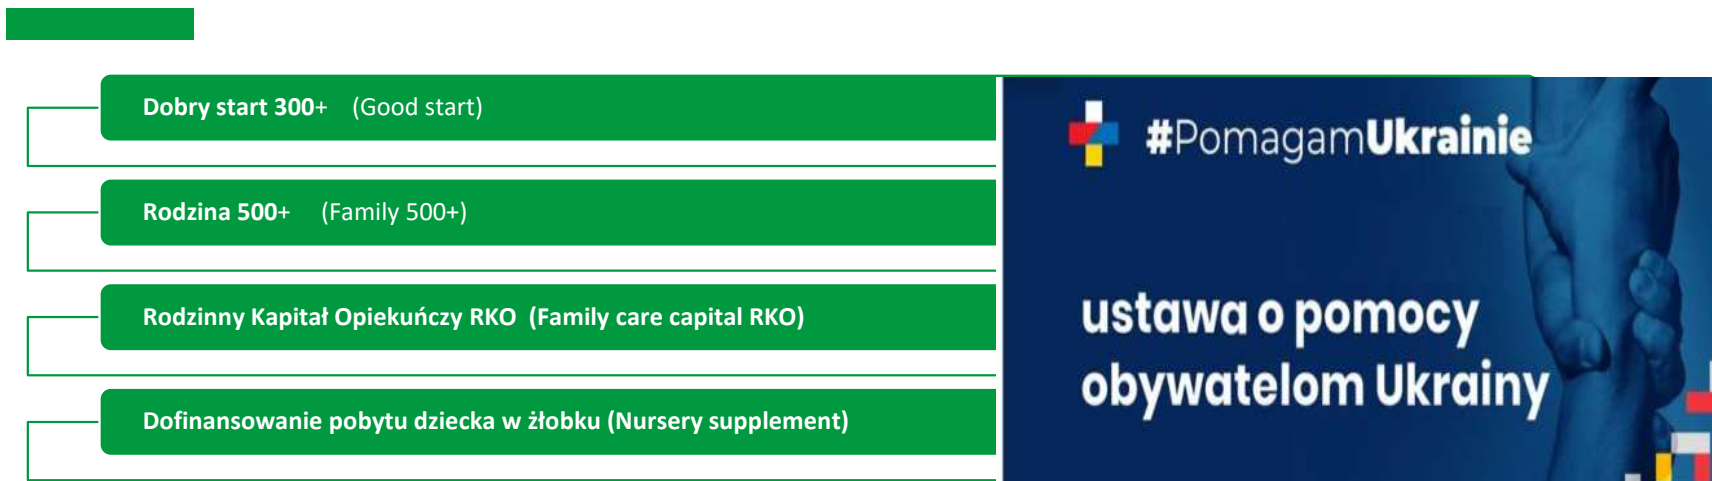 Dobry start 300+ (Good start)
Rodzina 500+ (Family 500+)
Rodzinny Kapitał Opiekuńczy RKO (Family care capital RKO)
Dofinansowanie pobytu dziecka w żłobku (Nursery supplement)
#PomagamUkrainie
ustawa o pomocy
obywatelom Ukrainy